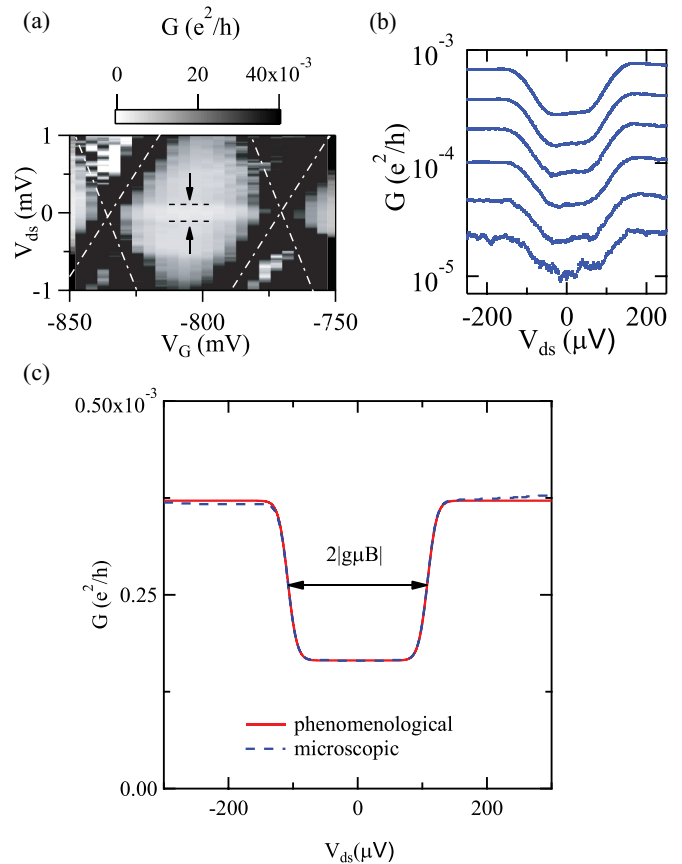 (a)
G (e²/h)
0 20 40x10⁻³
V_ds (mV)
1
0
-1
-850 -800 -750
V_G (mV)
(b)
G (e²/h)
10⁻³
10⁻⁴
10⁻⁵
-200 0 200
V_ds (μV)
(c)
G (e²/h)
0.50x10⁻³
0.25
0.00
2|gμB|
phenomenological
microscopic
-200 0 200
V_ds(μV)